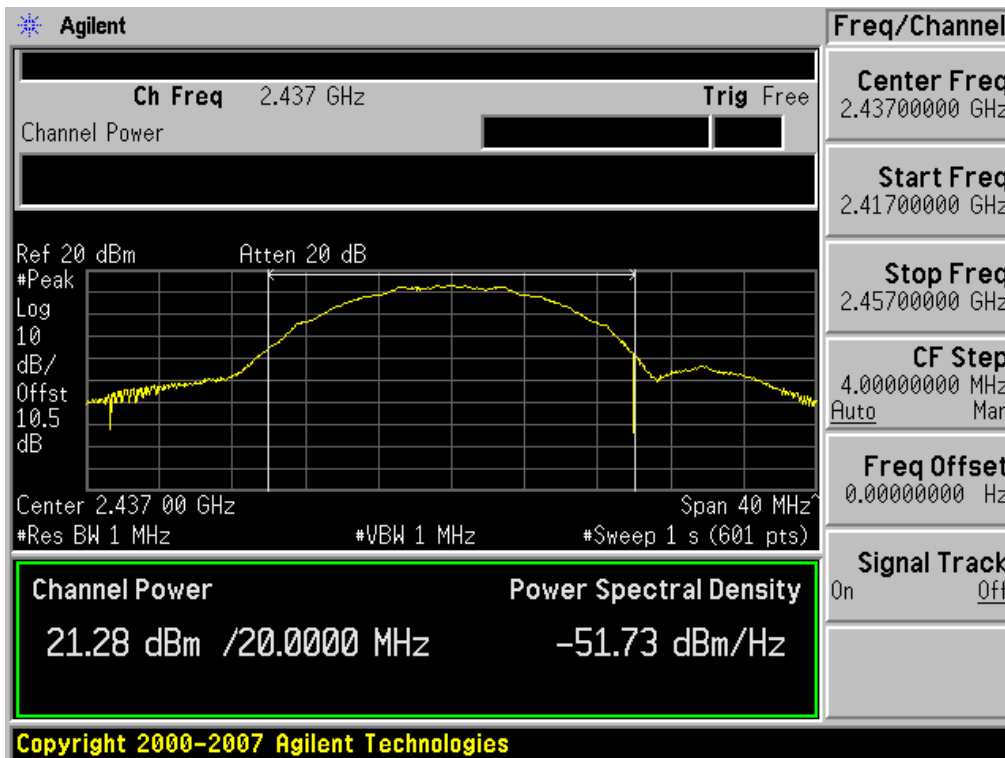 Agilent
Freq/Channel
Ch Freq 2.437 GHz Trig Free
Channel Power
Center Freq
2.43700000 GHz
Start Freq
2.41700000 GHz
Stop Freq
2.45700000 GHz
CF Step
4.00000000 MHz
Auto Man
Freq Offset
0.00000000 Hz
Signal Track
On Off
Ref 20 dBm Atten 20 dB
#Peak
Log
10
dB/
Offst
10.5
dB
Center 2.437 00 GHz Span 40 MHz^
#Res BW 1 MHz #VBW 1 MHz #Sweep 1 s (601 pts)
Channel Power Power Spectral Density
21.28 dBm /20.0000 MHz -51.73 dBm/Hz
Copyright 2000-2007 Agilent Technologies